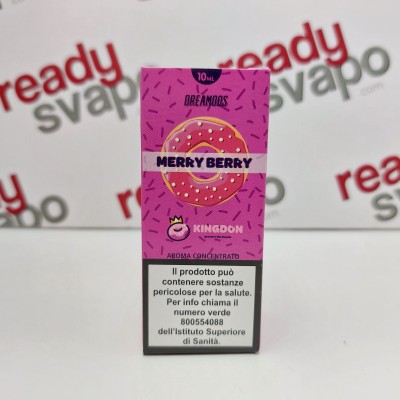 ready
svapo
ready
svapo
ready
svapo
ready
svapo
10ML
DREAMODS
MERRY BERRY
KINGDON
AROMA CONCENTRATO
Il prodotto può
contenere sostanze
pericolose per la salute.
Per info chiama il
numero verde
800554088
dell'Istituto Superiore
di Sanità.